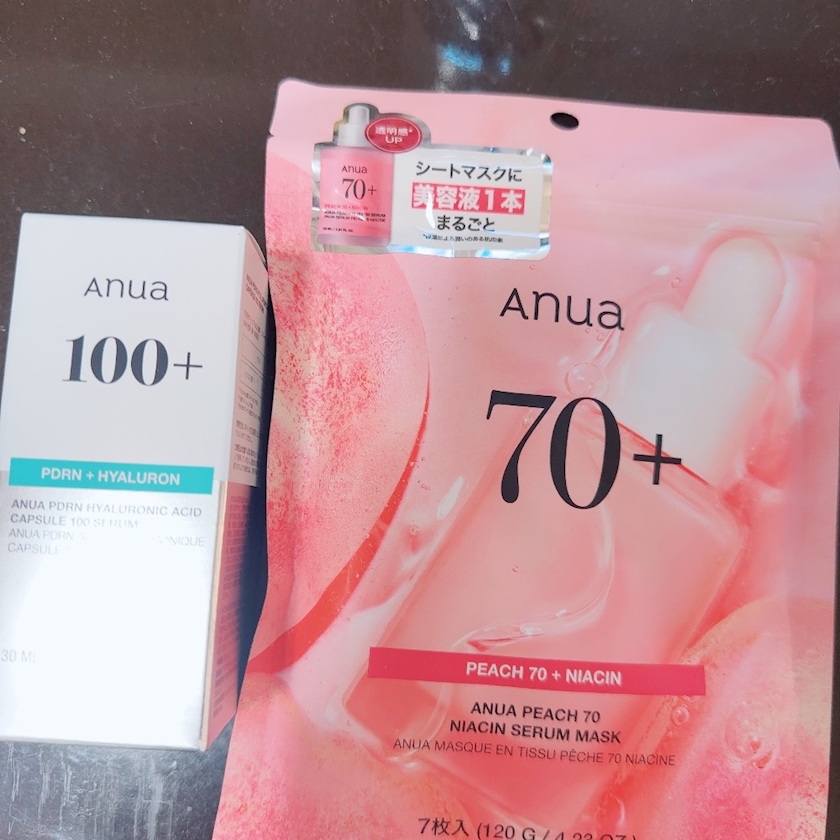 Anua
100+
PDRN + HYALURON
ANUA PDRN HYALURONIC ACID
CAPSULE 100 SERUM
ANUA PDRN
CAPSULE
30 M
透明感*
UP
Anua
70+
シートマスクに
美容液1本
まるごと
Anua
70+
PEACH 70 + NIACIN
ANUA PEACH 70
NIACIN SERUM MASK
ANUA MASQUE EN TISSU PÊCHE 70 NIACINE
7枚入 (120 G / 4.23 OZ.)